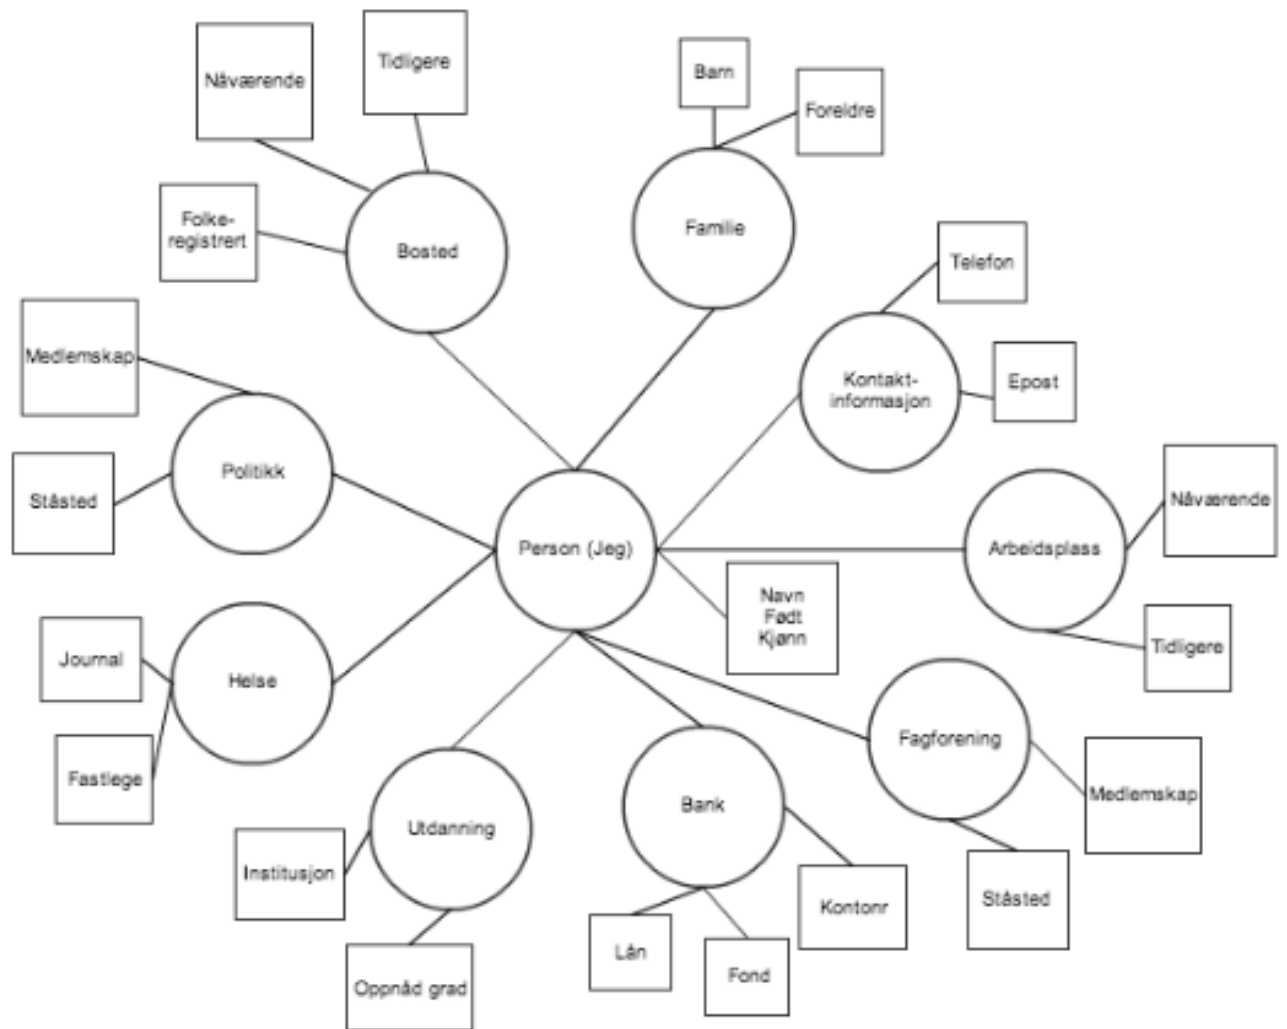 Tidligere
Nåværende
Barn
Foreldre
Folke-
registrert
Bosted
Familie
Telefon
Medlemskap
Kontakt-
informasjon
Epost
Politikk
Ståsted
Nåværende
Person (Jeg)
Arbeidsplass
Navn
Født
Kjønn
Tidligere
Journal
Helse
Fagforening
Fastlege
Medlemskap
Bank
Utdanning
Institusjon
Kontonr
Ståsted
Lån
Fond
Oppnåd grad